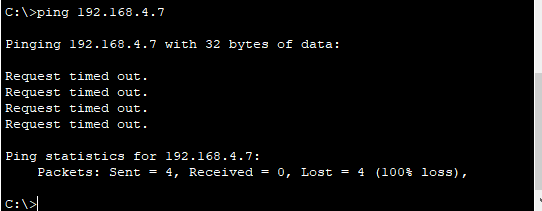 C:\>ping 192.168.4.7
Pinging 192.168.4.7 with 32 bytes of data:
Request timed out.
Request timed out.
Request timed out.
Request timed out.
Ping statistics for 192.168.4.7:
    Packets: Sent = 4, Received = 0, Lost = 4 (100% loss),
C:\>